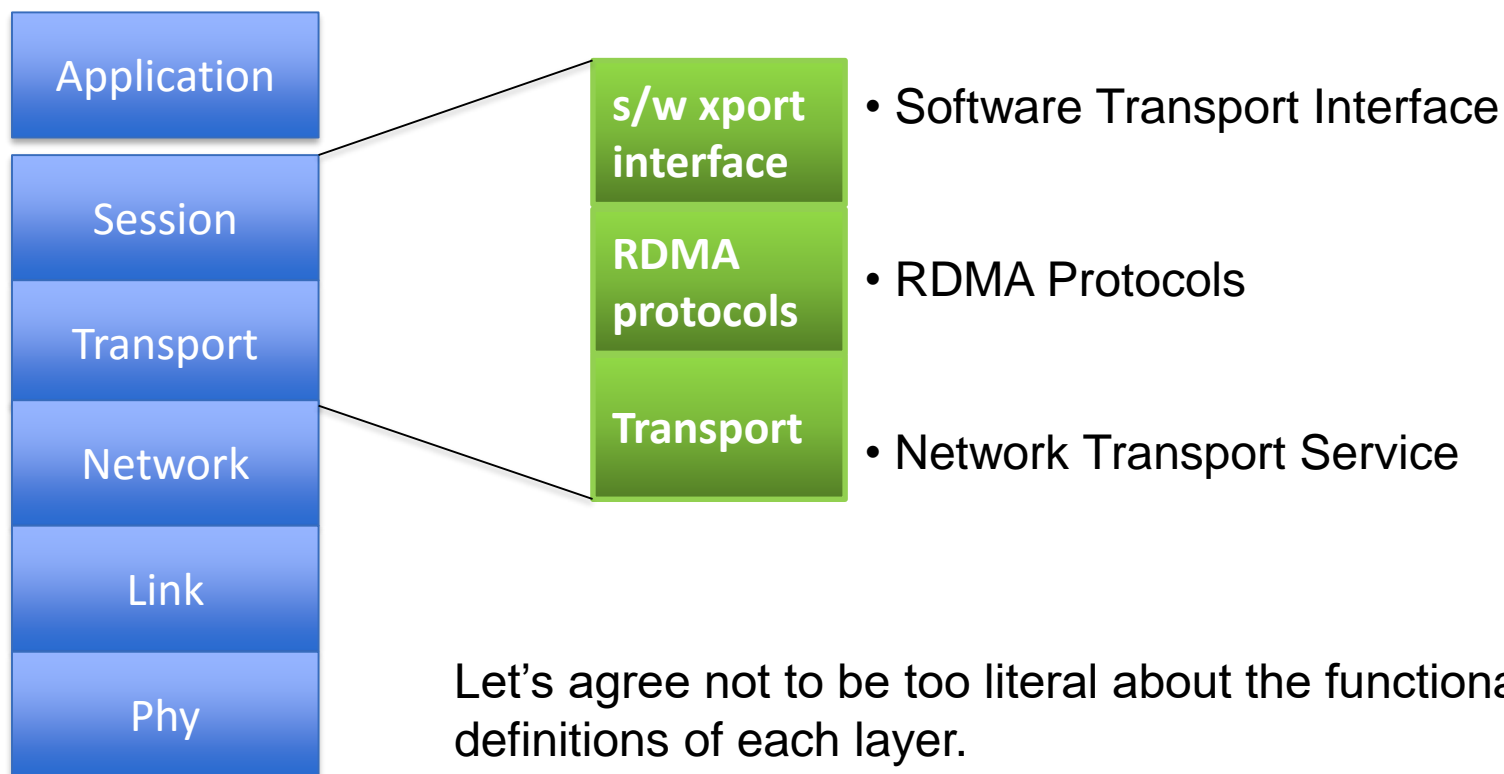 Application
Session
Transport
Network
Link
Phy
s/w xport
interface
RDMA
protocols
Transport
• Software Transport Interface
• RDMA Protocols
• Network Transport Service
Let’s agree not to be too literal about the
definitions of each layer.